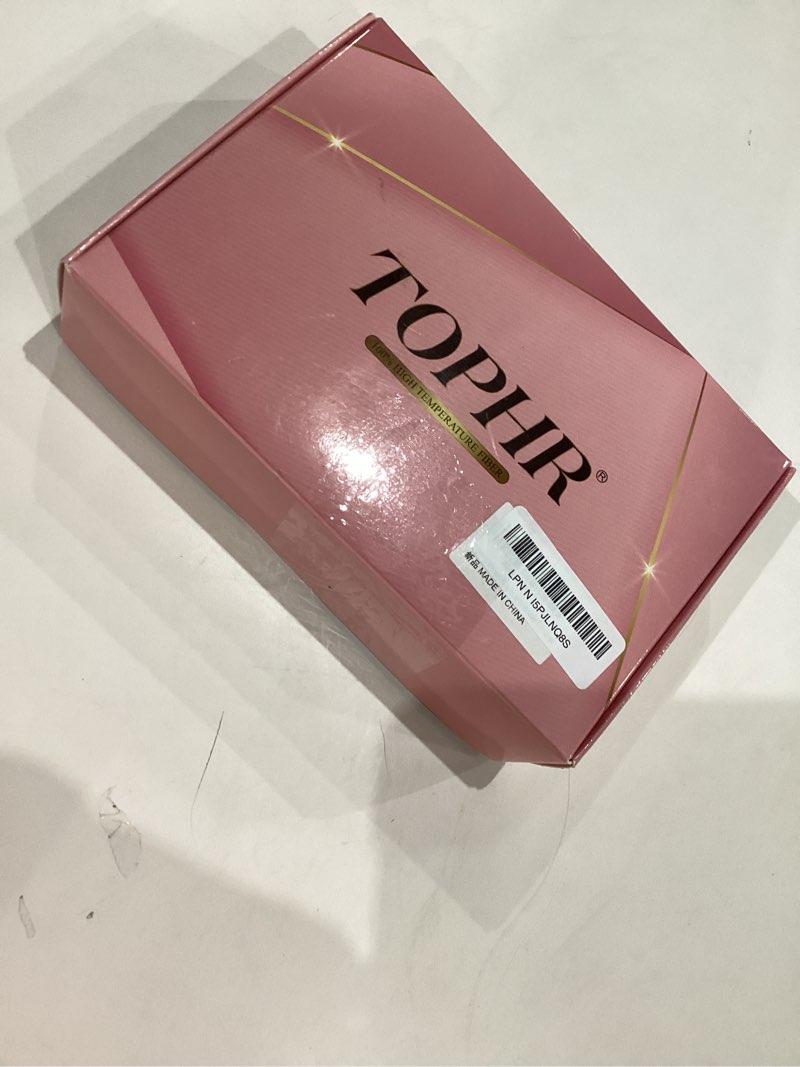 TOPHR®
100% HIGH TEMPERATURE FIBER
LPN N I5PJLNQ8S
新品 MADE IN CHINA